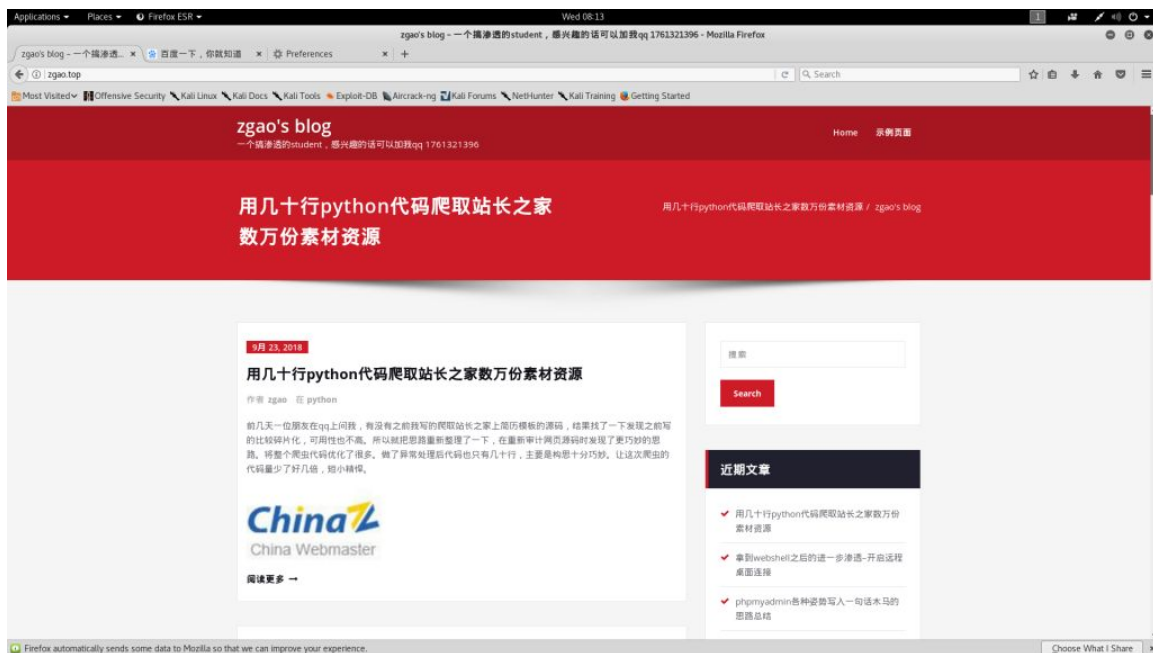 Applications Places Firefox ESR Wed 08:13 1
zgao's blog – 一个搞渗透的student，感兴趣的话可以加我qq 1761321396 - Mozilla Firefox
zgao's blog – 一个搞渗透... × 百度一下，你就知道 × Preferences × +
zgao.top Search
Most Visited Offensive Security Kali Linux Kali Docs Kali Tools Exploit-DB Aircrack-ng Kali Forums NetHunter Kali Training Getting Started
zgao's blog
一个搞渗透的student，感兴趣的话可以加我qq 1761321396
Home 示例页面
用几十行python代码爬取站长之家
数万份素材资源
用几十行python代码爬取站长之家数万份素材资源 / zgao's blog
9月 23, 2018
用几十行python代码爬取站长之家数万份素材资源
作者 zgao 在 python
前几天一位朋友在qq上问我，有没有之前我写的爬取站长之家上简历模板的源码，结果找了一下发现之前写
的比较碎片化，可用性也不高。所以就把思路重新整理了一下，在重新审计网页源码时发现了更巧妙的思
路。将整个爬虫代码优化了很多。做了异常处理后代码也只有几十行，主要是构思十分巧妙。让这次爬虫的
代码量少了好几倍，短小精悍。
ChinaZ
China Webmaster
阅读更多 →
搜索
Search
近期文章
用几十行python代码爬取站长之家数万份
素材资源
拿到webshell之后的进一步渗透–开启远程
桌面连接
phpmyadmin各种姿势写入一句话木马的
思路总结
Firefox automatically sends some data to Mozilla so that we can improve your experience. Choose What I Share ×